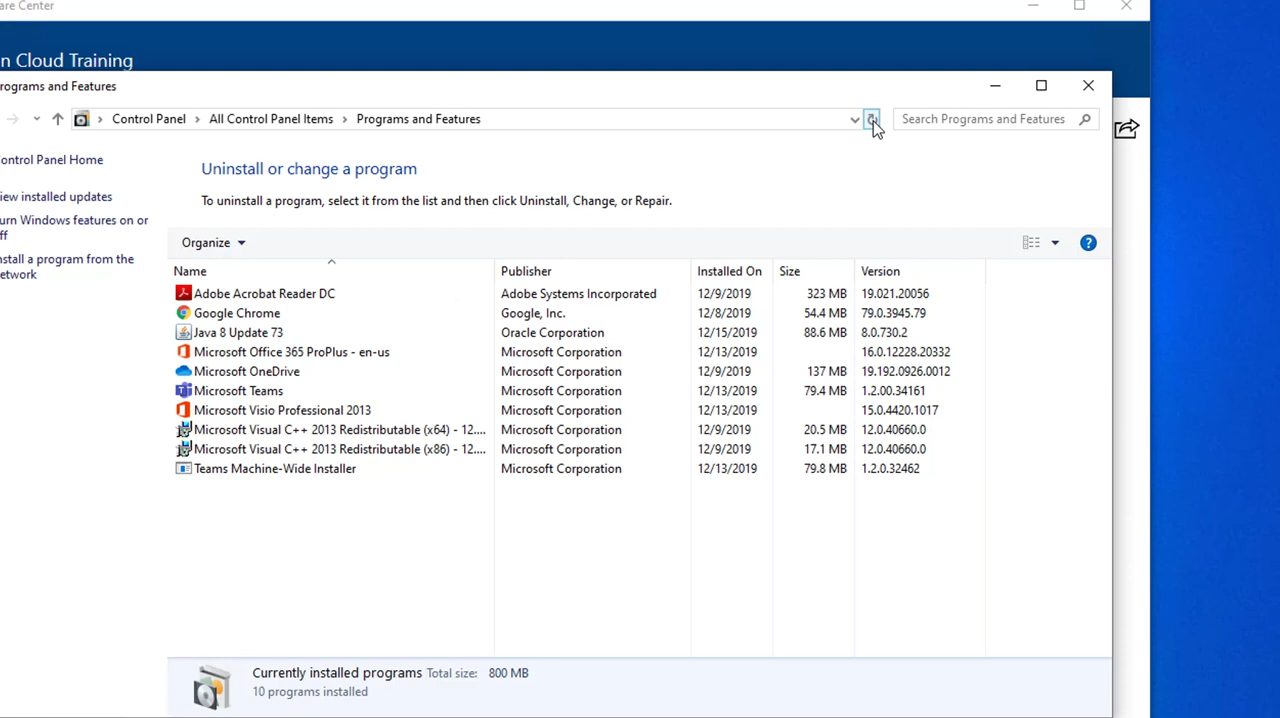 are Center
n Cloud Training
rograms and Features
Control Panel > All Control Panel Items > Programs and Features
Search Programs and Features
ontrol Panel Home
iew installed updates
urn Windows features on or
ff
nstall a program from the
etwork
Uninstall or change a program
To uninstall a program, select it from the list and then click Uninstall, Change, or Repair.
Organize
Name Publisher Installed On Size Version
Adobe Acrobat Reader DC Adobe Systems Incorporated 12/9/2019 323 MB 19.021.20056
Google Chrome Google, Inc. 12/8/2019 54.4 MB 79.0.3945.79
Java 8 Update 73 Oracle Corporation 12/15/2019 88.6 MB 8.0.730.2
Microsoft Office 365 ProPlus - en-us Microsoft Corporation 12/13/2019 16.0.12228.20332
Microsoft OneDrive Microsoft Corporation 12/9/2019 137 MB 19.192.0926.0012
Microsoft Teams Microsoft Corporation 12/13/2019 79.4 MB 1.2.00.34161
Microsoft Visio Professional 2013 Microsoft Corporation 12/13/2019 15.0.4420.1017
Microsoft Visual C++ 2013 Redistributable (x64) - 12.... Microsoft Corporation 12/9/2019 20.5 MB 12.0.40660.0
Microsoft Visual C++ 2013 Redistributable (x86) - 12.... Microsoft Corporation 12/9/2019 17.1 MB 12.0.40660.0
Teams Machine-Wide Installer Microsoft Corporation 12/13/2019 79.8 MB 1.2.0.32462
Currently installed programs Total size: 800 MB
10 programs installed